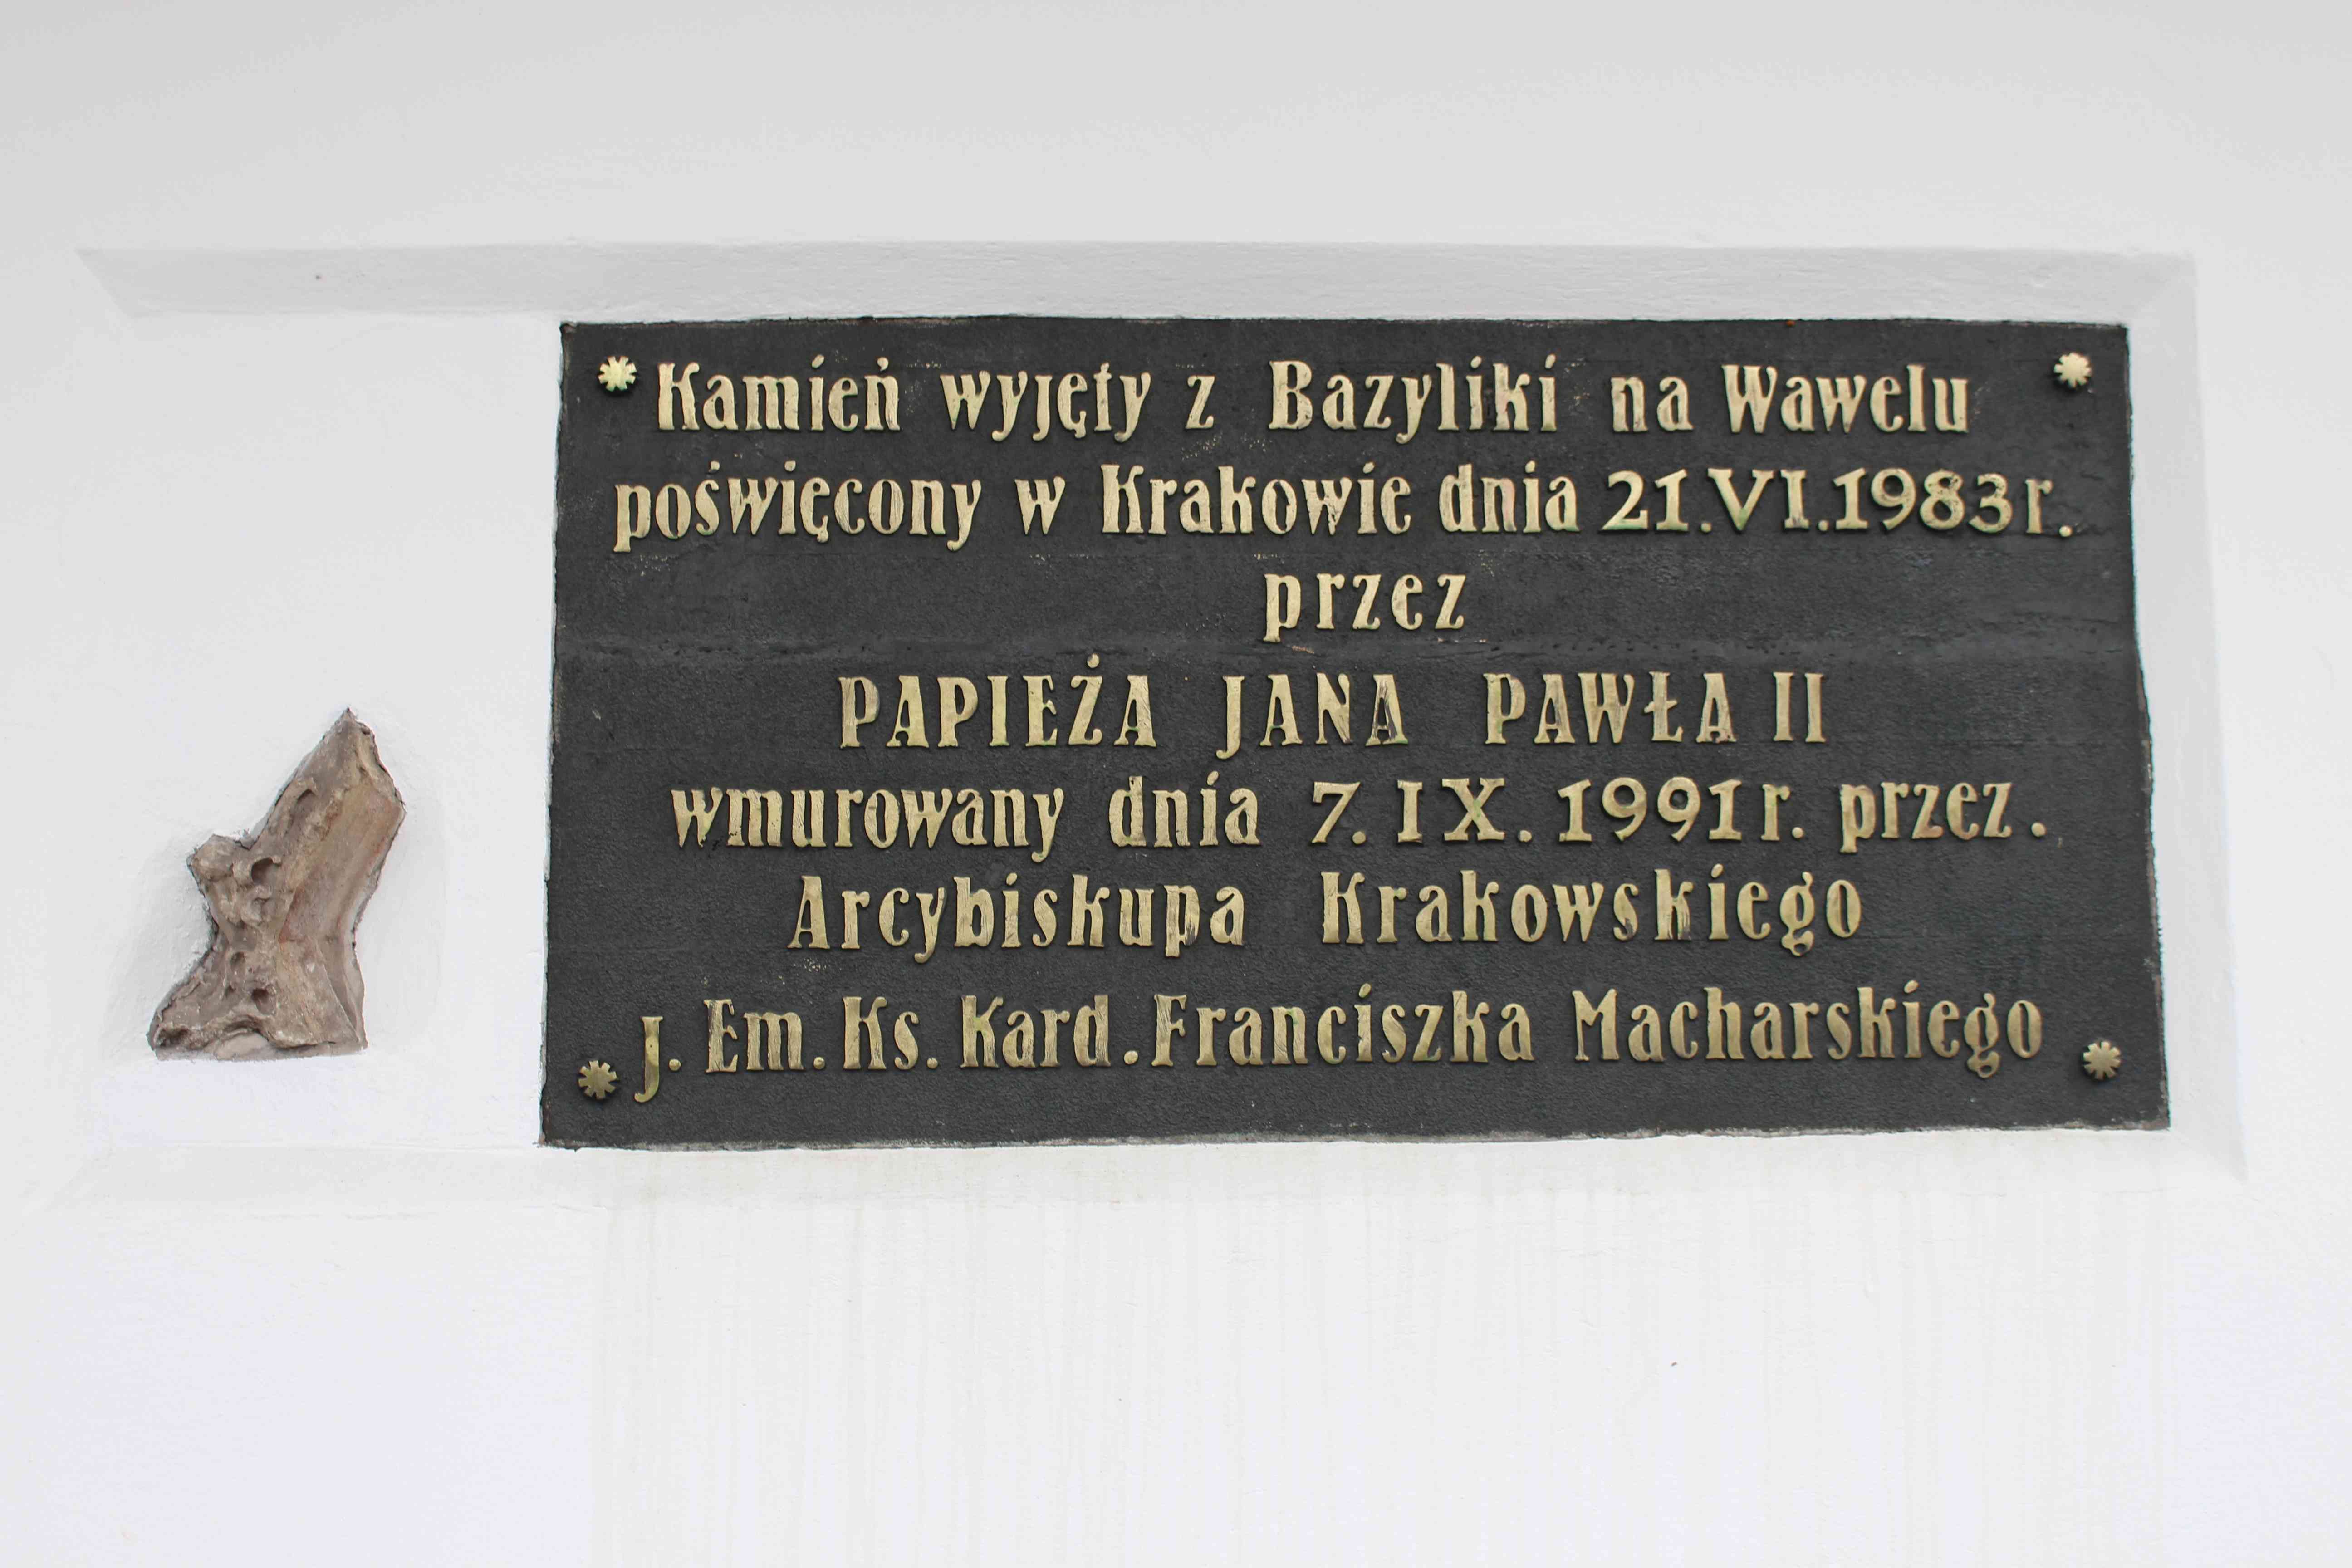 Kamień wyjęty z Bazyliki na Wawelu
poświęcony w Krakowie dnia 21.VI.1983r.
przez
PAPIEŻA JANA PAWŁA II
wmurowany dnia 7. IX. 1991r. przez.
Arcybiskupa Krakowskiego
J. Em. Ks. Kard. Franciszka Macharskiego